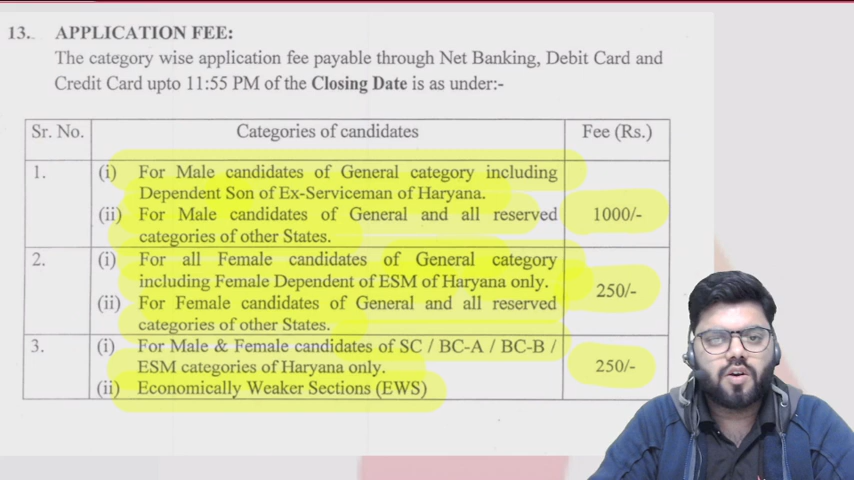 13. APPLICATION FEE:
The category wise application fee payable through Net Banking, Debit Card and
Credit Card upto 11:55 PM of the Closing Date is as under:-
Sr. No. Categories of candidates Fee (Rs.)
1. (i) For Male candidates of General category including
Dependent Son of Ex-Serviceman of Haryana.
(ii) For Male candidates of General and all reserved 1000/-
categories of other States.
2. (i) For all Female candidates of General category
including Female Dependent of ESM of Haryana only.
250/-
(ii) For Female candidates of General and all reserved
categories of other States.
3. (i) For Male & Female candidates of SC / BC-A / BC-B /
ESM categories of Haryana only. 250/-
(ii) Economically Weaker Sections (EWS)